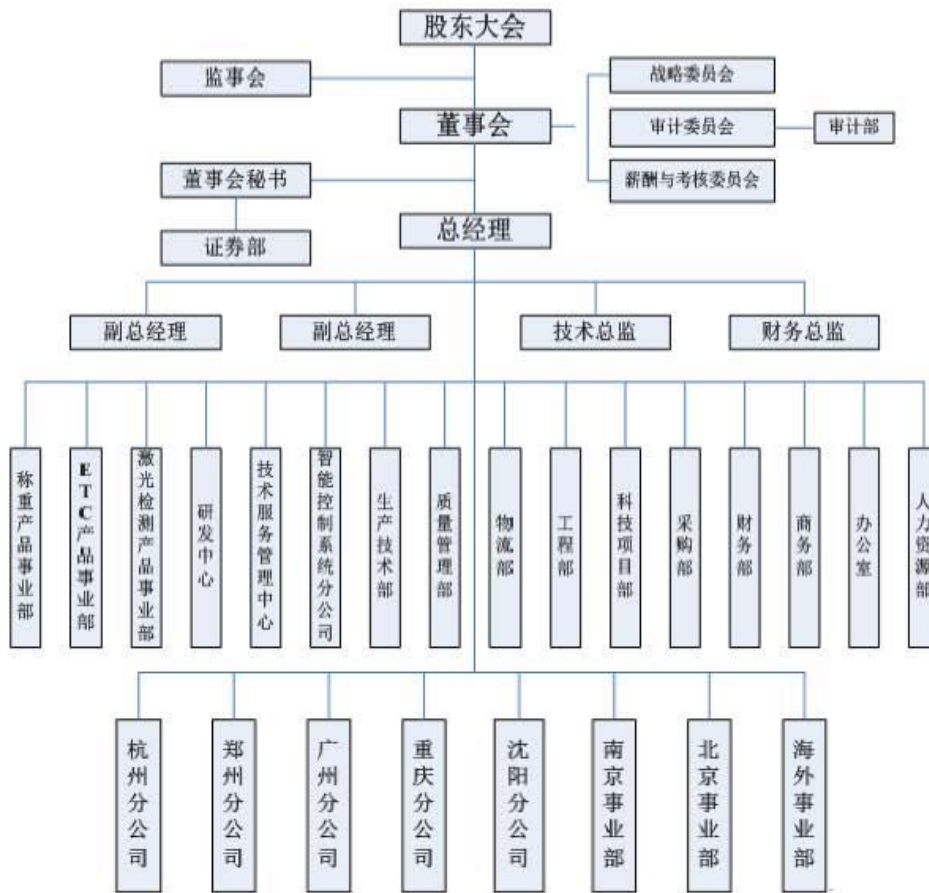 股东大会
监事会
战略委员会
董事会
审计委员会
审计部
董事会秘书
薪酬与考核委员会
总经理
证券部
副总经理
副总经理
技术总监
财务总监
称重产品事业部
ETC产品事业部
激光检测产品事业部
研发中心
技术服务管理中心
智能控制系统分公司
生产技术部
质量管理部
物流部
工程部
科技项目部
采购部
财务部
商务部
办公室
人力资源部
杭州分公司
郑州分公司
广州分公司
重庆分公司
沈阳分公司
南京事业部
北京事业部
海外事业部